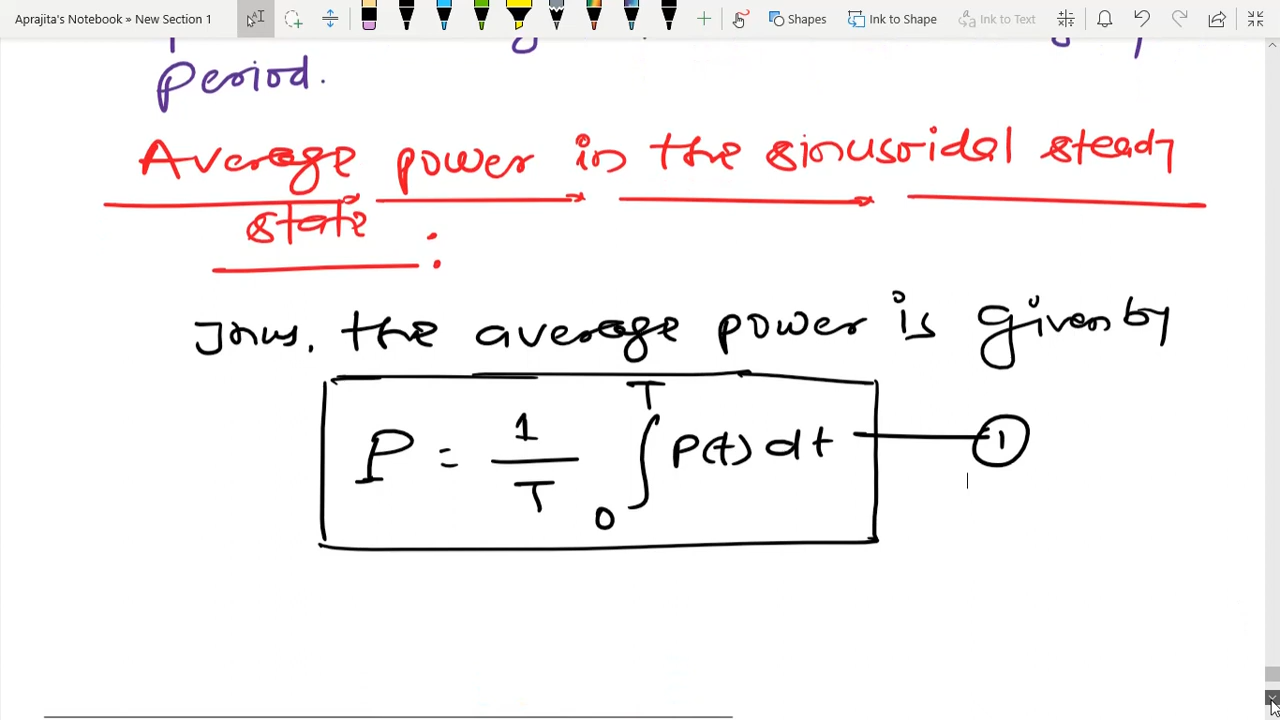 Aprajita's Notebook » New Section 1
Shapes
Ink to Shape
Ink to Text
Period.
Average power in the sinusoidal steady
state :
Thus, the average power is given by
P = 1/T ∫₀ᵀ P(t) dt — ①